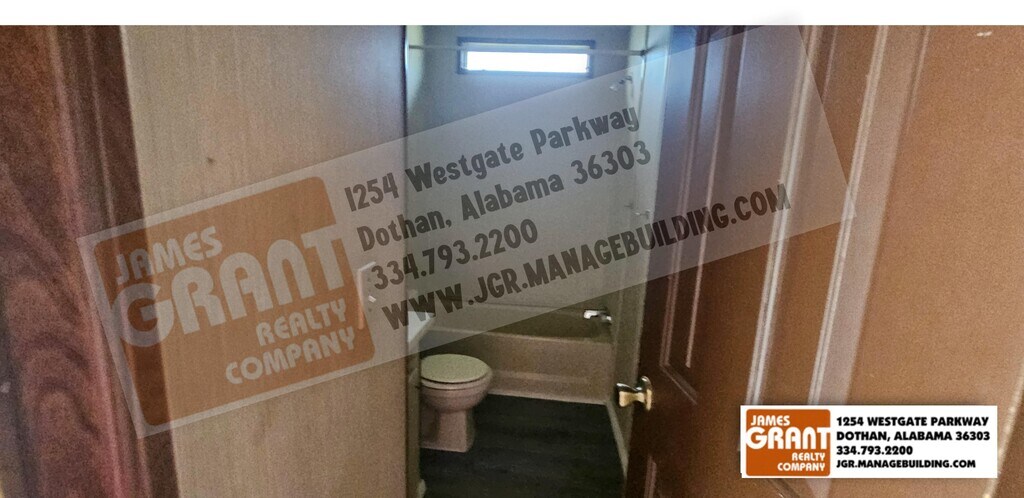 JAMES
GRANT
REALTY
COMPANY
1254 Westgate Parkway
Dothan, Alabama 36303
334.793.2200
WWW.JGR.MANAGEBUILDING.COM
JAMES
GRANT
REALTY
COMPANY
1254 WESTGATE PARKWAY
DOTHAN, ALABAMA 36303
334.793.2200
JGR.MANAGEBUILDING.COM